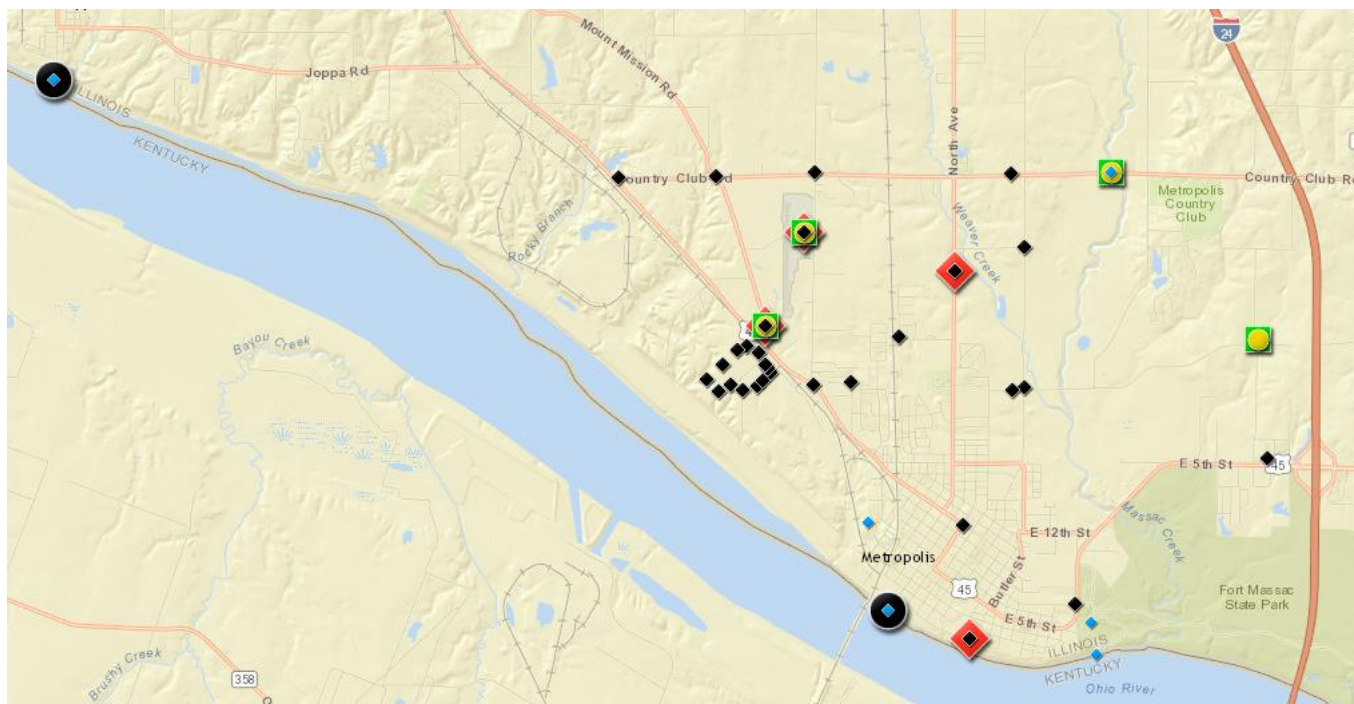 24
Mount Mission Rd
Joppa Rd
ILLINOIS
KENTUCKY
North Ave
Country Club Rd
Metropolis
Country
Club
ountry Club Rd
Weaver Creek
Rocky Branch
Bayou Creek
E 5th St
45
Massac Creek
E 12th St
Metropolis
Butler St
45
Fort Massac
State Park
E 5th St
ILLINOIS
KENTUCKY
Ohio River
Brushy Creek
358